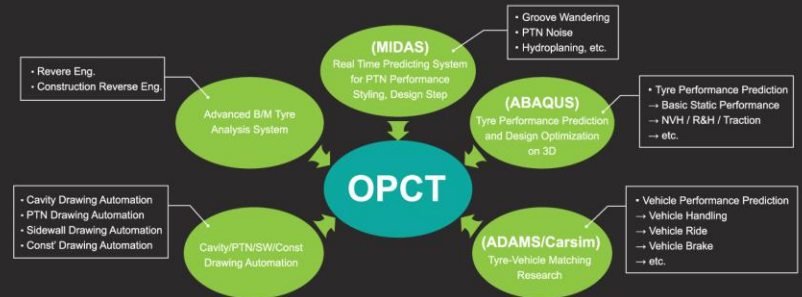 • Groove Wandering
• PTN Noise
• Hydroplaning, etc.
(MIDAS)
Real Time Predicting System
for PTN Performance
Styling, Design Step
• Revere Eng.
• Construction Reverse Eng.
Advanced B/M Tyre
Analysis System
(ABAQUS)
Tyre Performance Prediction
and Design Optimization
on 3D
• Tyre Performance Prediction
→ Basic Static Performance
→ NVH / R&H / Traction
→ etc.
OPCT
• Cavity Drawing Automation
• PTN Drawing Automation
• Sidewall Drawing Automation
• Const' Drawing Automation
Cavity/PTN/SW/Const
Drawing Automation
(ADAMS/Carsim)
Tyre-Vehicle Matching
Research
• Vehicle Performance Prediction
→ Vehicle Handling
→ Vehicle Ride
→ Vehicle Brake
→ etc.